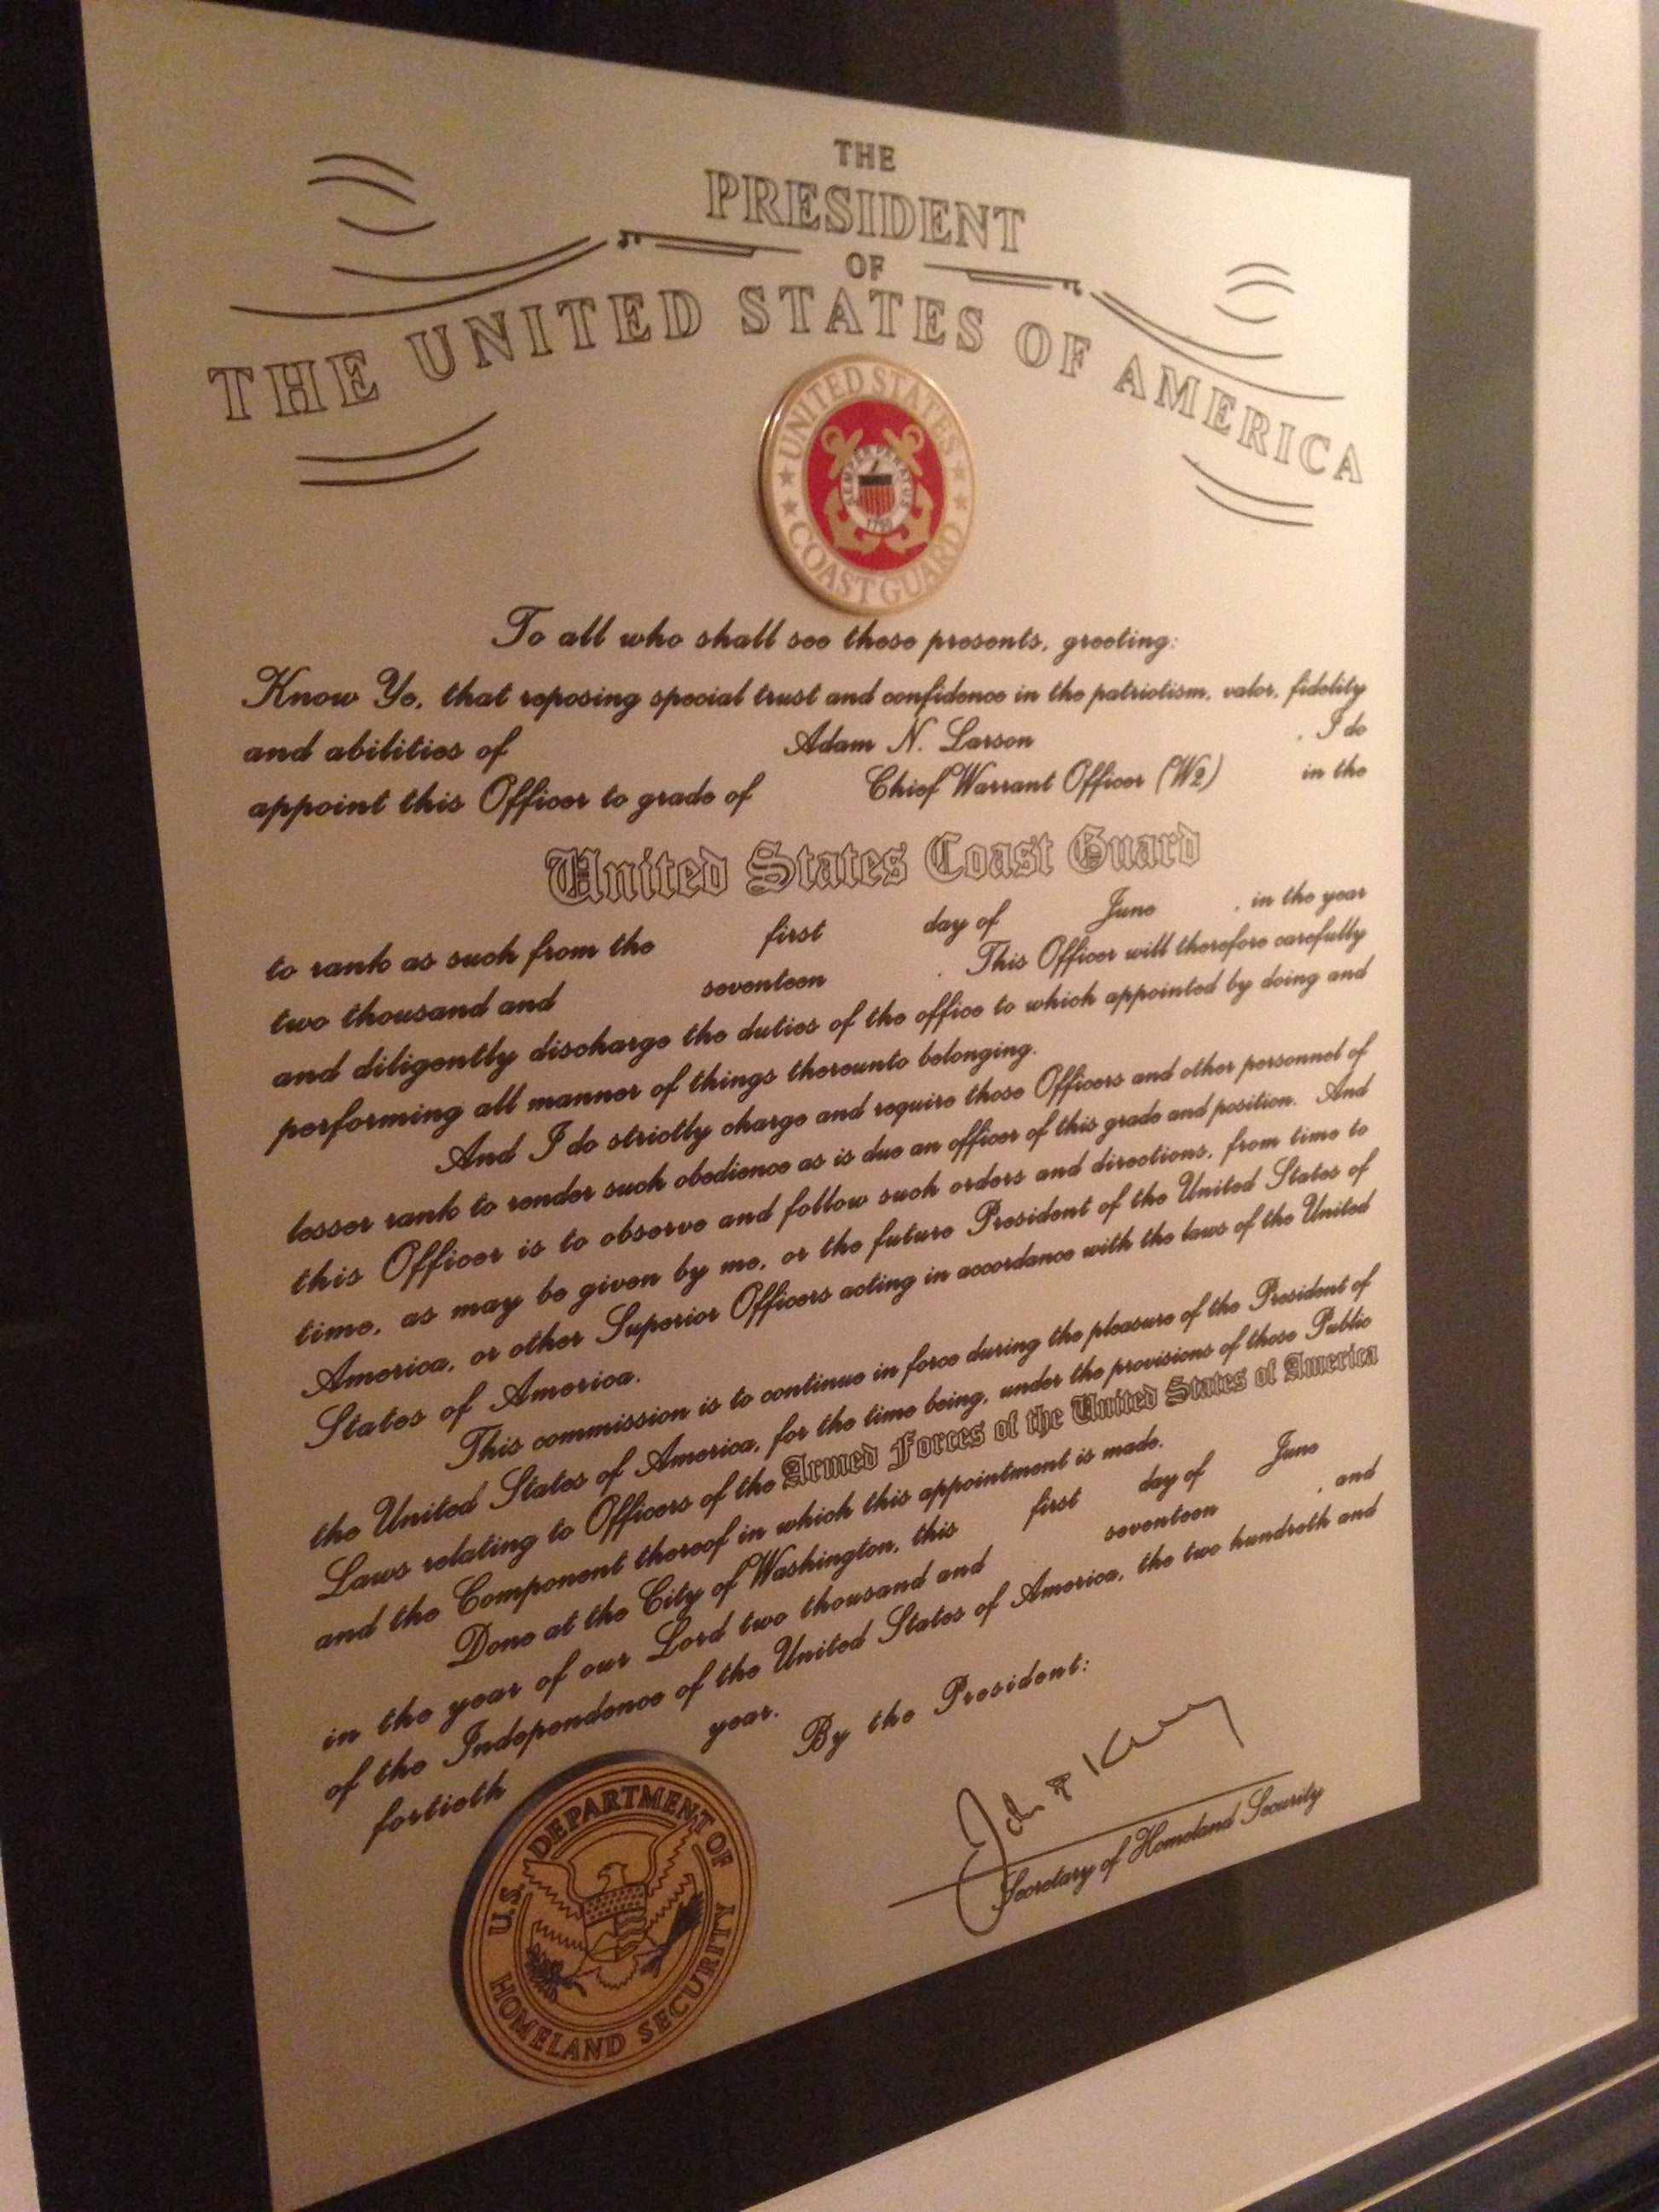 THE
PRESIDENT
OF
THE UNITED STATES OF AMERICA
UNITED STATES
SEMPER PARATUS
1790
COAST GUARD
To all who shall see these presents, greeting:
Know Ye, that reposing special trust and confidence in the patriotism, valor, fidelity
and abilities of Adam N. Larson , I do
appoint this Officer to grade of Chief Warrant Officer (W2) in the
United States Coast Guard
to rank as such from the first day of June , in the year
two thousand and seventeen . This Officer will therefore carefully
and diligently discharge the duties of the office to which appointed by doing and
performing all manner of things thereunto belonging.
And I do strictly charge and require those Officers and other personnel of
lesser rank to render such obedience as is due an officer of this grade and position. And
this Officer is to observe and follow such orders and directions, from time to
time, as may be given by me, or the future President of the United States of
America, or other Superior Officers acting in accordance with the laws of the United
States of America.
This commission is to continue in force during the pleasure of the President of
the United States of America, for the time being, under the provisions of those Public
Laws relating to Officers of the Armed Forces of the United States of America
and the Component thereof in which this appointment is made.
Done at the City of Washington, this first day of June
in the year of our Lord two thousand and seventeen , and
of the Independence of the United States of America, the two hundreth and
fortieth year.
By the President:
John F Kelly
Secretary of Homeland Security
U.S. DEPARTMENT OF
HOMELAND SECURITY